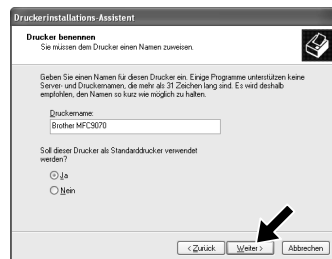 Druckerinstallations-Assistent
Drucker benennen
Sie müssen dem Drucker einen Namen zuweisen.
Geben Sie einen Namen für diesen Drucker ein. Einige Programme unterstützen keine
Server- und Druckernamen, die mehr als 31 Zeichen lang sind. Es wird deshalb
empfohlen, den Namen so kurz wie möglich zu halten.
Druckername:
Brother MFC9070
Soll dieser Drucker als Standarddrucker verwendet
werden?
Ja
Nein
< Zurück Weiter > Abbrechen